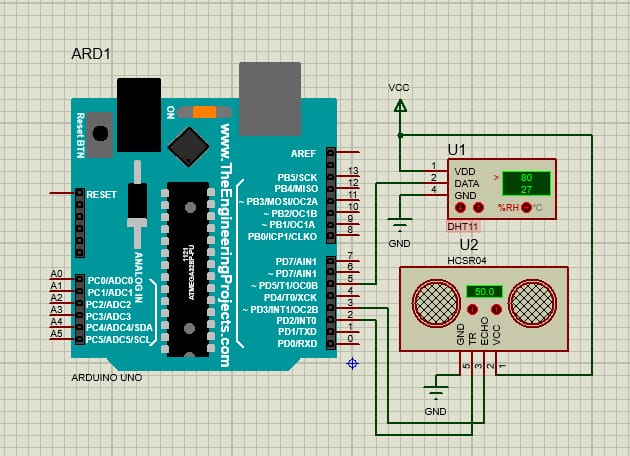 ARD1
Reset BTN
ON
www.TheEngineeringProjects.com
RESET
ANALOG IN
1121
ATMEGA328P-PU
A0 PC0/ADC0
A1 PC1/ADC1
A2 PC2/ADC2
A3 PC3/ADC3
A4 PC4/ADC4/SDA
A5 PC5/ADC5/SCL
AREF
PB5/SCK 13
PB4/MISO 12
~ PB3/MOSI/OC2A 11
~ PB2/OC1B 10
~ PB1/OC1A 9
PB0/ICP1/CLKO 8
PD7/AIN1 7
~ PD7/AIN1 6
~ PD5/T1/OC0B 5
PD4/T0/XCK 4
~ PD3/INT1/OC2B 3
PD2/INT0 2
PD1/TXD 1
PD0/RXD 0
ARDUINO UNO
VCC
U1
1 VDD
2 DATA
4 GND
> 80
27
%RH °C
DHT11
GND
U2
HCSR04
50.0
GND TR ECHO VCC
5 3 2 1
GND